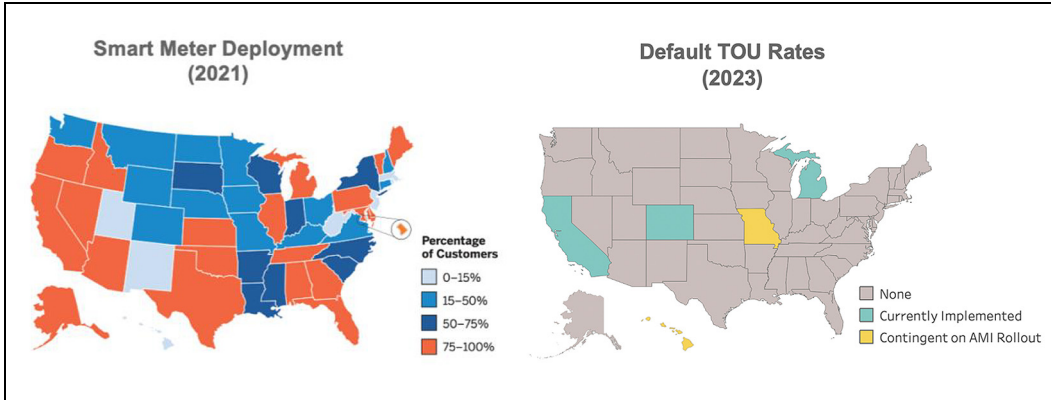 Smart Meter Deployment
(2021)
Default TOU Rates
(2023)
Percentage
of Customers
0–15%
15–50%
50–75%
75–100%
None
Currently Implemented
Contingent on AMI Rollout